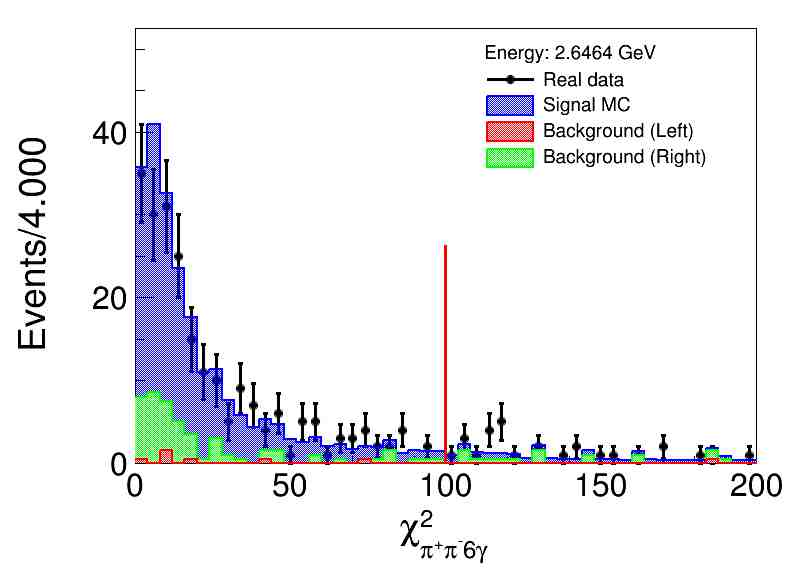 Energy: 2.6464 GeV
Real data
Signal MC
Background (Left)
Background (Right)
Events/4.000
40
20
0
0 50 100 150 200
χ²π⁺π⁻6γ